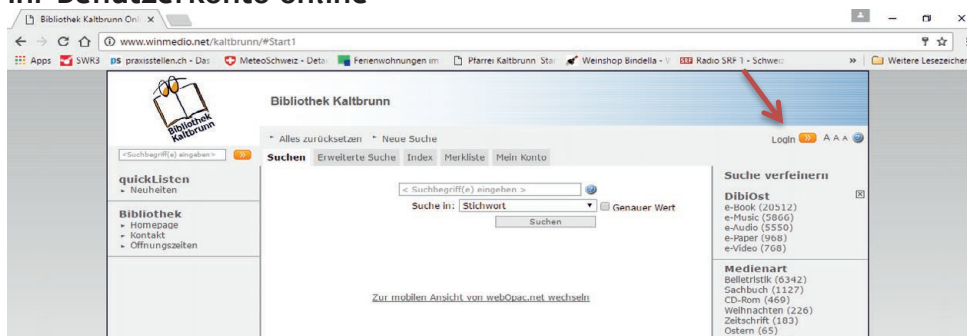 Ihr Benutzerkonto online
Bibliothek Kaltbrunn Onli
www.winmedio.net/kaltbrunn/#Start1
Apps SWR3 praxisstellen.ch - Das MeteoSchweiz - Deta Ferienwohnungen im Pfarrei Kaltbrunn Star Weinshop Bindella - V Radio SRF 1 - Schweiz » Weitere Lesezeichen
Bibliothek Kaltbrunn
Bibliothek Kaltbrunn
Alles zurücksetzen Neue Suche
Login A A A
<Suchbegriff(e) eingeben>
Suchen Erweiterte Suche Index Merkliste Mein Konto
quickListen
Neuheiten
Bibliothek
Homepage
Kontakt
Öffnungszeiten
< Suchbegriff(e) eingeben >
Suche in: Stichwort Genauer Wert
Suchen
Zur mobilen Ansicht von webOpac.net wechseln
Suche verfeinern
DibiOst
e-Book (20512)
e-Music (5866)
e-Audio (5550)
e-Paper (968)
e-Video (768)
Medienart
Belletristik (6342)
Sachbuch (1127)
CD-Rom (469)
Weihnachten (226)
Zeitschrift (183)
Ostern (65)